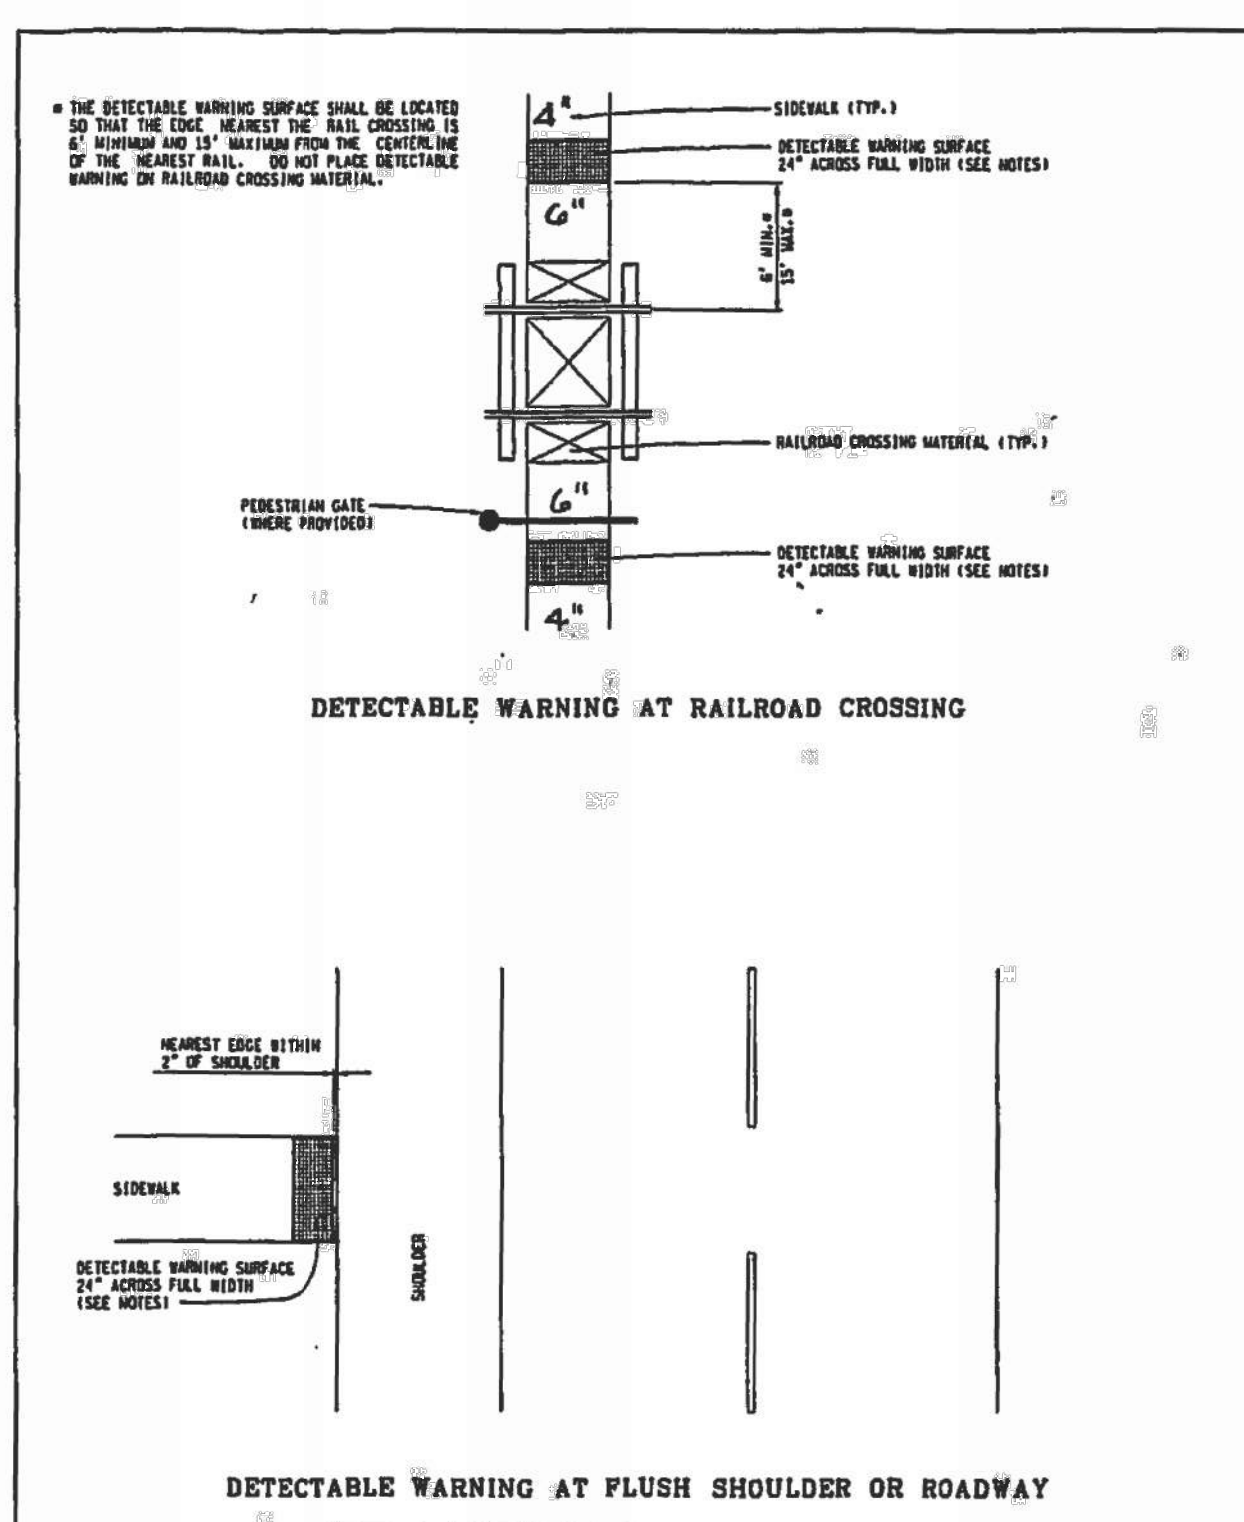 * THE DETECTABLE WARNING SURFACE SHALL BE LOCATED
SO THAT THE EDGE NEAREST THE RAIL CROSSING IS
6' MINIMUM AND 15' MAXIMUM FROM THE CENTERLINE
OF THE NEAREST RAIL. DO NOT PLACE DETECTABLE
WARNING ON RAILROAD CROSSING MATERIAL.
4"
SIDEWALK (TYP.)
DETECTABLE WARNING SURFACE
24" ACROSS FULL WIDTH (SEE NOTES)
6"
6' MIN.*
15' MAX.*
RAILROAD CROSSING MATERIAL (TYP.)
PEDESTRIAN GATE
(WHERE PROVIDED)
6"
DETECTABLE WARNING SURFACE
24" ACROSS FULL WIDTH (SEE NOTES)
4"
DETECTABLE WARNING AT RAILROAD CROSSING
NEAREST EDGE WITHIN
2" OF SHOULDER
SIDEWALK
SHOULDER
DETECTABLE WARNING SURFACE
24" ACROSS FULL WIDTH
(SEE NOTES)
DETECTABLE WARNING AT FLUSH SHOULDER OR ROADWAY